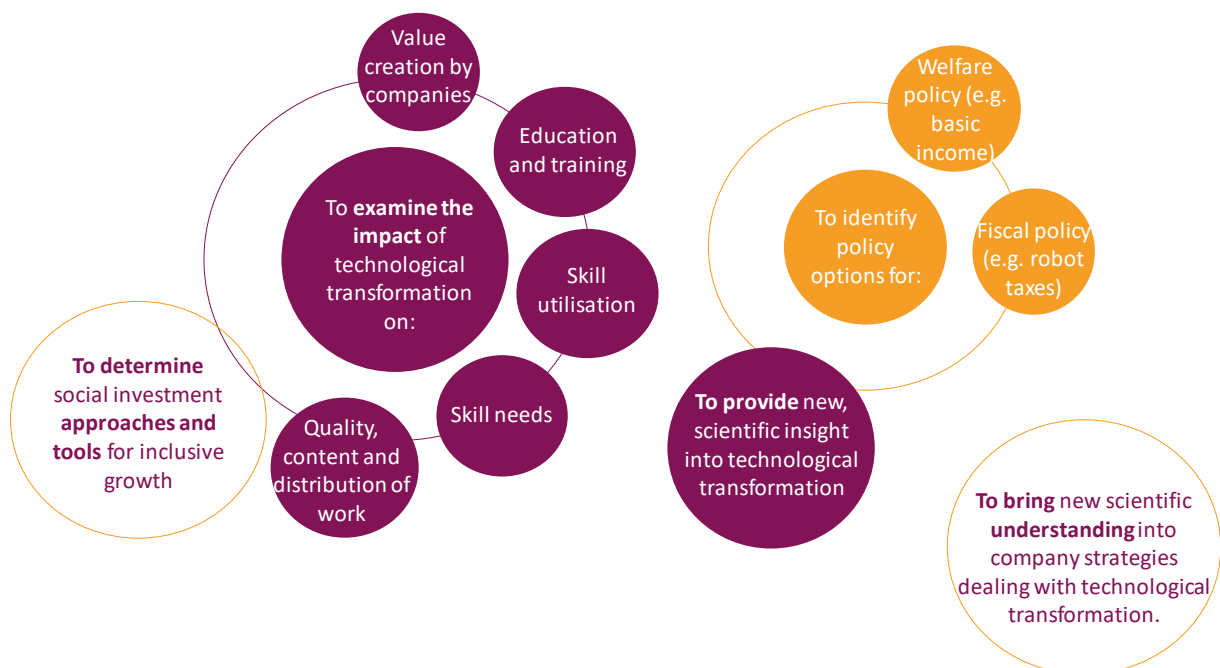 Value
creation by
companies
Education
and training
To examine the
impact of
technological
transformation
on:
Skill
utilisation
Skill needs
Quality,
content and
distribution of
work
To determine
social investment
approaches and
tools for inclusive
growth
Welfare
policy (e.g.
basic
income)
To identify
policy
options for:
Fiscal policy
(e.g. robot
taxes)
To provide new,
scientific insight
into technological
transformation
To bring new scientific
understanding into
company strategies
dealing with technological
transformation.